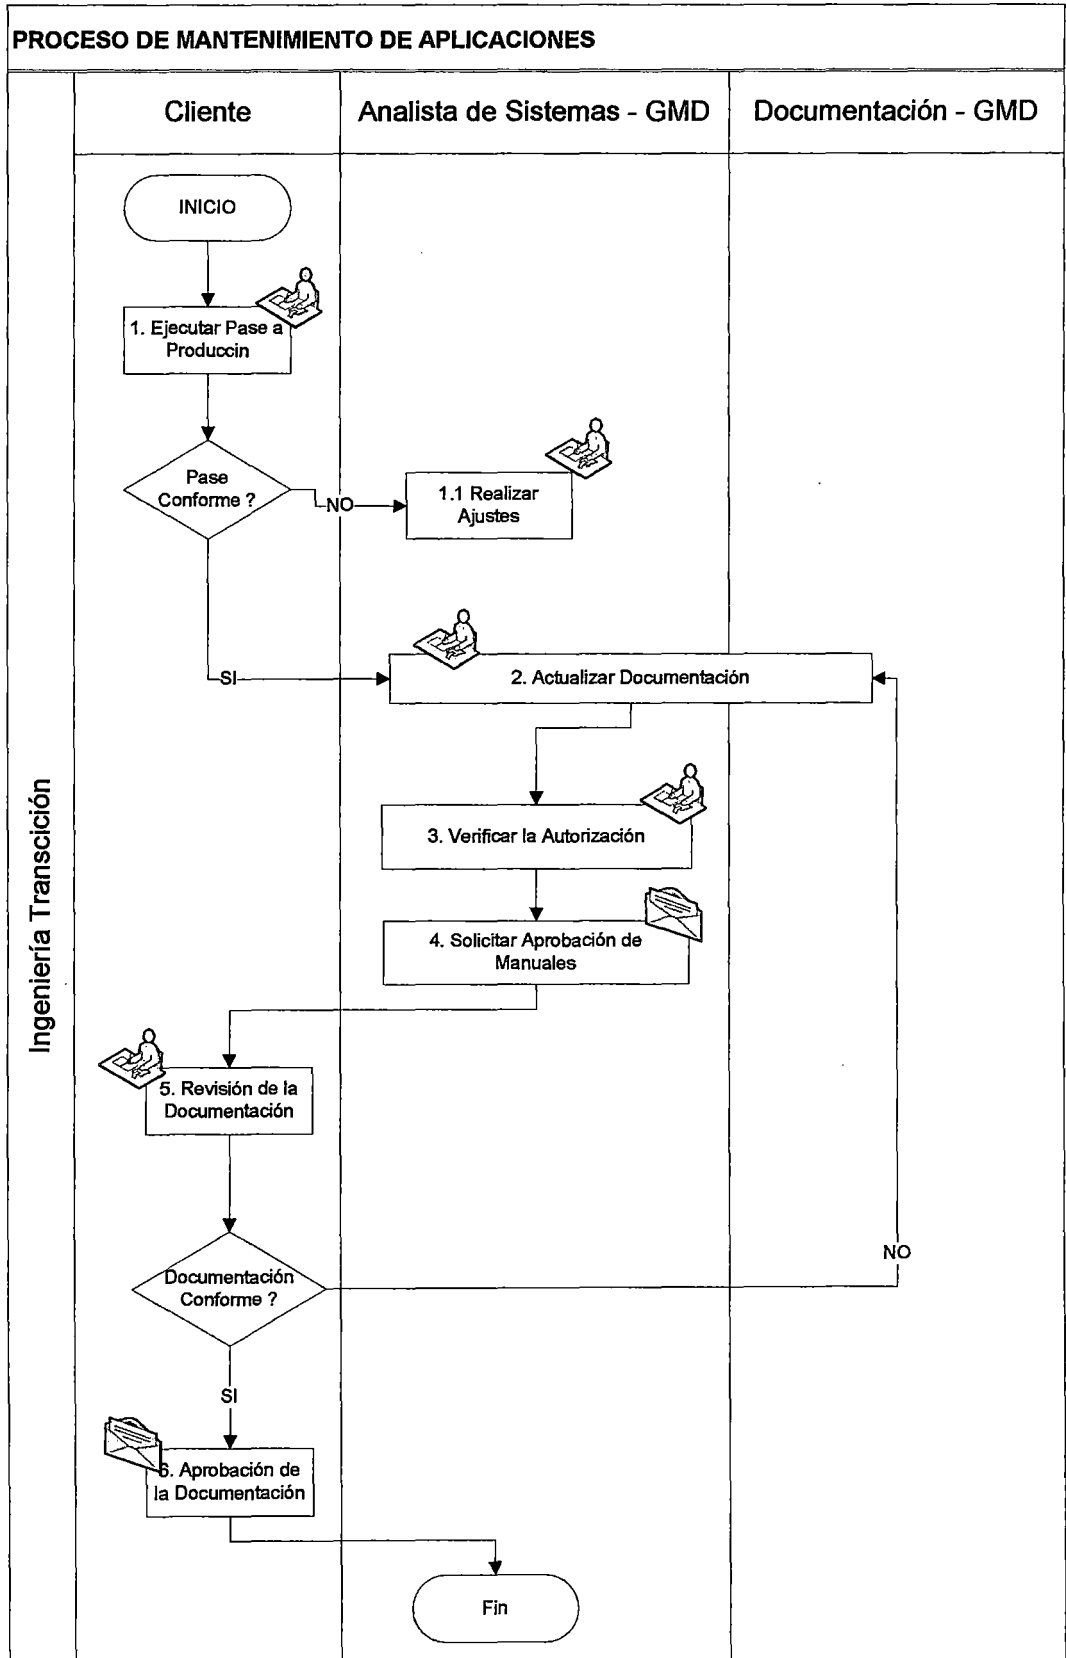 PROCESO DE MANTENIMIENTO DE APLICACIONES
Cliente
Analista de Sistemas - GMD
Documentación - GMD
Ingeniería Transcición
INICIO
1. Ejecutar Pase a
Produccin
Pase
Conforme ?
NO
1.1 Realizar
Ajustes
SI
2. Actualizar Documentación
3. Verificar la Autorización
4. Solicitar Aprobación de
Manuales
5. Revisión de la
Documentación
Documentación
Conforme ?
NO
SI
6. Aprobación de
la Documentación
Fin